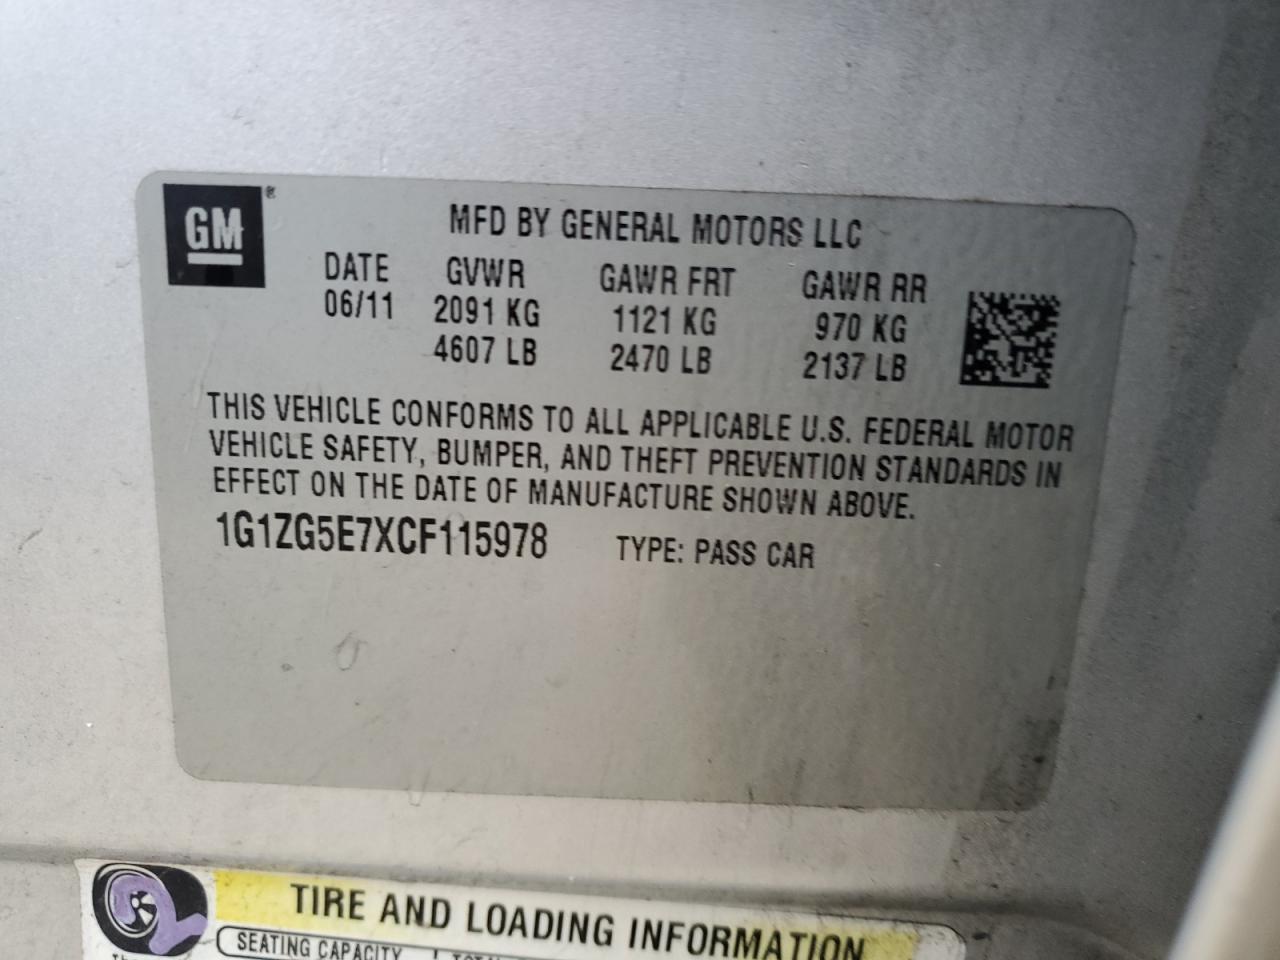 GM®
MFD BY GENERAL MOTORS LLC
DATE GVWR GAWR FRT GAWR RR
06/11 2091 KG 1121 KG 970 KG
4607 LB 2470 LB 2137 LB
THIS VEHICLE CONFORMS TO ALL APPLICABLE U.S. FEDERAL MOTOR
VEHICLE SAFETY, BUMPER, AND THEFT PREVENTION STANDARDS IN
EFFECT ON THE DATE OF MANUFACTURE SHOWN ABOVE.
1G1ZG5E7XCF115978 TYPE: PASS CAR
TIRE AND LOADING INFORMATION
SEATING CAPACITY